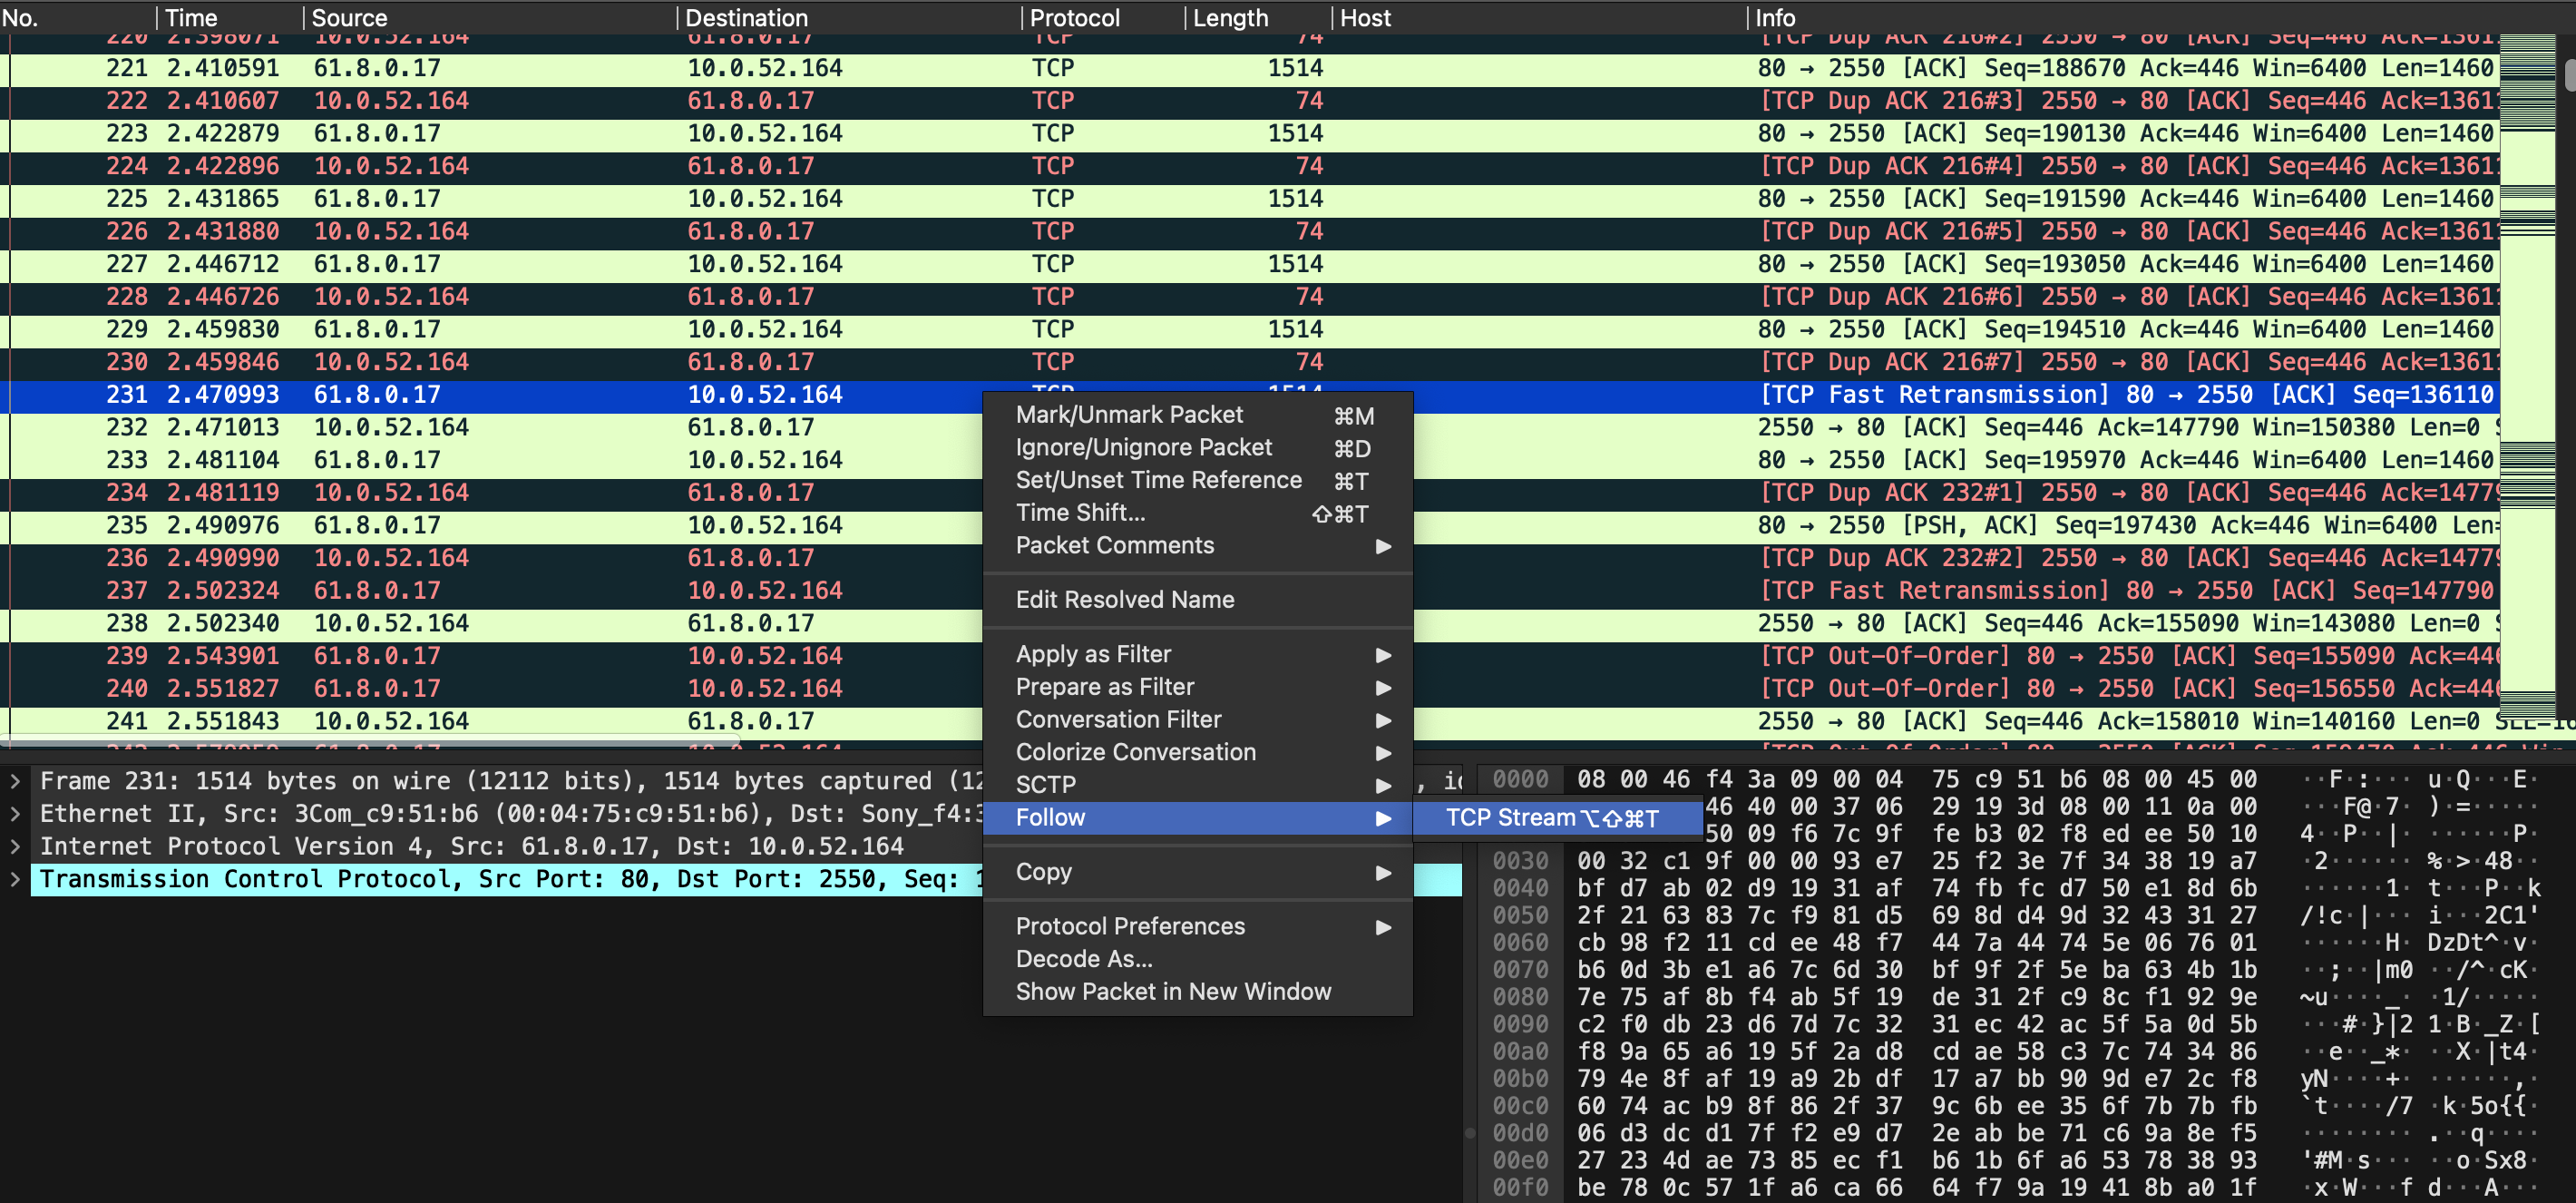 No. Time Source Destination Protocol Length Host Info
220 2.398071 10.0.52.164 61.8.0.17 TCP 74 [TCP Dup ACK 216#2] 2550 → 80 [ACK] Seq=446 Ack=1361
221 2.410591 61.8.0.17 10.0.52.164 TCP 1514 80 → 2550 [ACK] Seq=188670 Ack=446 Win=6400 Len=1460
222 2.410607 10.0.52.164 61.8.0.17 TCP 74 [TCP Dup ACK 216#3] 2550 → 80 [ACK] Seq=446 Ack=1361
223 2.422879 61.8.0.17 10.0.52.164 TCP 1514 80 → 2550 [ACK] Seq=190130 Ack=446 Win=6400 Len=1460
224 2.422896 10.0.52.164 61.8.0.17 TCP 74 [TCP Dup ACK 216#4] 2550 → 80 [ACK] Seq=446 Ack=1361
225 2.431865 61.8.0.17 10.0.52.164 TCP 1514 80 → 2550 [ACK] Seq=191590 Ack=446 Win=6400 Len=1460
226 2.431880 10.0.52.164 61.8.0.17 TCP 74 [TCP Dup ACK 216#5] 2550 → 80 [ACK] Seq=446 Ack=1361
227 2.446712 61.8.0.17 10.0.52.164 TCP 1514 80 → 2550 [ACK] Seq=193050 Ack=446 Win=6400 Len=1460
228 2.446726 10.0.52.164 61.8.0.17 TCP 74 [TCP Dup ACK 216#6] 2550 → 80 [ACK] Seq=446 Ack=1361
229 2.459830 61.8.0.17 10.0.52.164 TCP 1514 80 → 2550 [ACK] Seq=194510 Ack=446 Win=6400 Len=1460
230 2.459846 10.0.52.164 61.8.0.17 TCP 74 [TCP Dup ACK 216#7] 2550 → 80 [ACK] Seq=446 Ack=1361
231 2.470993 61.8.0.17 10.0.52.164 TCP 1514 [TCP Fast Retransmission] 80 → 2550 [ACK] Seq=136110
232 2.471013 10.0.52.164 61.8.0.17 2550 → 80 [ACK] Seq=446 Ack=147790 Win=150380 Len=0
233 2.481104 61.8.0.17 10.0.52.164 80 → 2550 [ACK] Seq=195970 Ack=446 Win=6400 Len=1460
234 2.481119 10.0.52.164 61.8.0.17 [TCP Dup ACK 232#1] 2550 → 80 [ACK] Seq=446 Ack=1477
235 2.490976 61.8.0.17 10.0.52.164 80 → 2550 [PSH, ACK] Seq=197430 Ack=446 Win=6400 Len=
236 2.490990 10.0.52.164 61.8.0.17 [TCP Dup ACK 232#2] 2550 → 80 [ACK] Seq=446 Ack=1477
237 2.502324 61.8.0.17 10.0.52.164 [TCP Fast Retransmission] 80 → 2550 [ACK] Seq=147790
238 2.502340 10.0.52.164 61.8.0.17 2550 → 80 [ACK] Seq=446 Ack=155090 Win=143080 Len=0
239 2.543901 61.8.0.17 10.0.52.164 [TCP Out-Of-Order] 80 → 2550 [ACK] Seq=155090 Ack=446
240 2.551827 61.8.0.17 10.0.52.164 [TCP Out-Of-Order] 80 → 2550 [ACK] Seq=156550 Ack=446
241 2.551843 10.0.52.164 61.8.0.17 2550 → 80 [ACK] Seq=446 Ack=158010 Win=140160 Len=0
Mark/Unmark Packet ⌘M
Ignore/Unignore Packet ⌘D
Set/Unset Time Reference ⌘T
Time Shift... ⇧⌘T
Packet Comments ▶
Edit Resolved Name
Apply as Filter ▶
Prepare as Filter ▶
Conversation Filter ▶
Colorize Conversation ▶
SCTP ▶
Follow ▶
TCP Stream ⌥⇧⌘T
Copy ▶
Protocol Preferences ▶
Decode As...
Show Packet in New Window
Frame 231: 1514 bytes on wire (12112 bits), 1514 bytes captured (12
Ethernet II, Src: 3Com_c9:51:b6 (00:04:75:c9:51:b6), Dst: Sony_f4:3
Internet Protocol Version 4, Src: 61.8.0.17, Dst: 10.0.52.164
Transmission Control Protocol, Src Port: 80, Dst Port: 2550, Seq: 1
0000 08 00 46 f4 3a 09 00 04 75 c9 51 b6 08 00 45 00 ··F·:··· u·Q···E·
46 40 00 37 06 29 19 3d 08 00 11 0a 00 ···F@·7· )·=·····
50 09 f6 7c 9f fe b3 02 f8 ed ee 50 10 4··P··|· ······P·
0030 00 32 c1 9f 00 00 93 e7 25 f2 3e 7f 34 38 19 a7 ·2······ %·>·48··
0040 bf d7 ab 02 d9 19 31 af 74 fb fc d7 50 e1 8d 6b ······1· t···P··k
0050 2f 21 63 83 7c f9 81 d5 69 8d d4 9d 32 43 31 27 /!c·|··· i···2C1'
0060 cb 98 f2 11 cd ee 48 f7 44 7a 44 74 5e 06 76 01 ······H· DzDt^·v·
0070 b6 0d 3b e1 a6 7c 6d 30 bf 9f 2f 5e ba 63 4b 1b ··;··|m0 ··/^·cK·
0080 7e 75 af 8b f4 ab 5f 19 de 31 2f c9 8c f1 92 9e ~u····_· ·1/·····
0090 c2 f0 db 23 d6 7d 7c 32 31 ec 42 ac 5f 5a 0d 5b ···#·}|2 1·B·_Z·[
00a0 f8 9a 65 a6 19 5f 2a d8 cd ae 58 c3 7c 74 34 86 ··e··_*· ··X·|t4·
00b0 79 4e 8f af 19 a9 2b df 17 a7 bb 90 9d e7 2c f8 yN····+· ······,·
00c0 60 74 ac b9 8f 86 2f 37 9c 6b ee 35 6f 7b 7b fb `t····/7 ·k·5o{{·
00d0 06 d3 dc d1 7f f2 e9 d7 2e ab be 71 c6 9a 8e f5 ········ .··q····
00e0 27 23 4d ae 73 85 ec f1 b6 1b 6f a6 53 78 38 93 '#M·s··· ··o·Sx8·
00f0 be 78 0c 57 1f a6 ca 66 64 f7 9a 19 41 8b a0 1f ·x·W···f d···A···